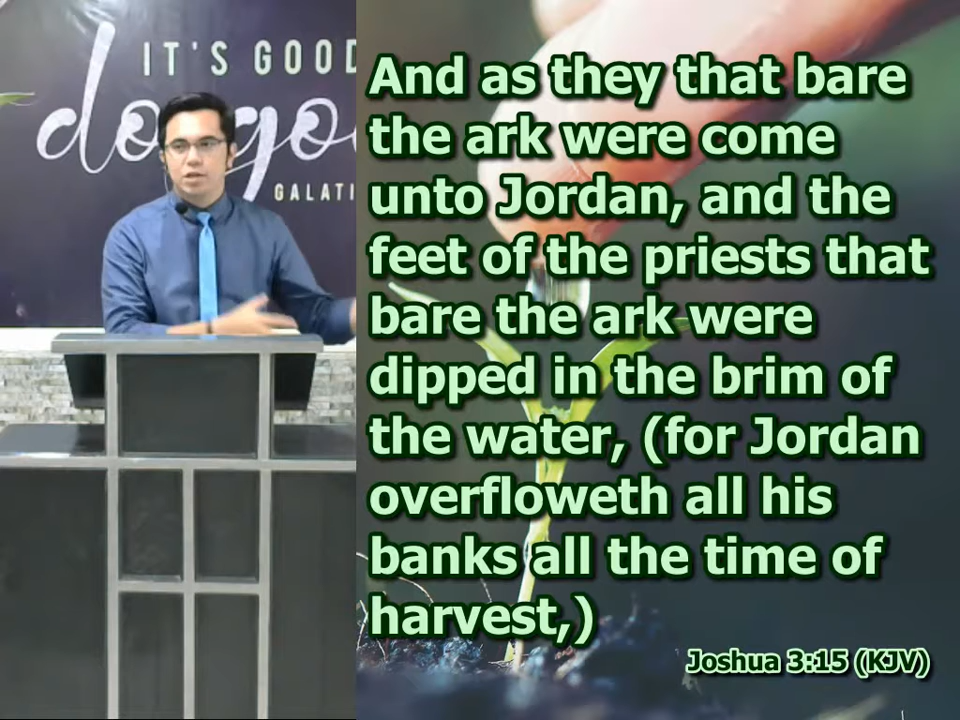 IT'S GOOD
do go
GALATI
And as they that bare
the ark were come
unto Jordan, and the
feet of the priests that
bare the ark were
dipped in the brim of
the water, (for Jordan
overfloweth all his
banks all the time of
harvest,)
Joshua 3:15 (KJV)